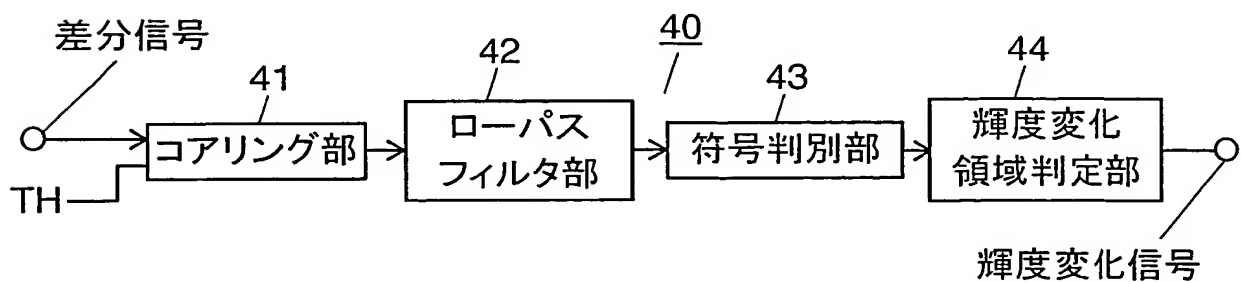 差分信号
40
41
42
43
44
コアリング部
ローパス
フィルタ部
符号判別部
輝度変化
領域判定部
TH
輝度変化信号